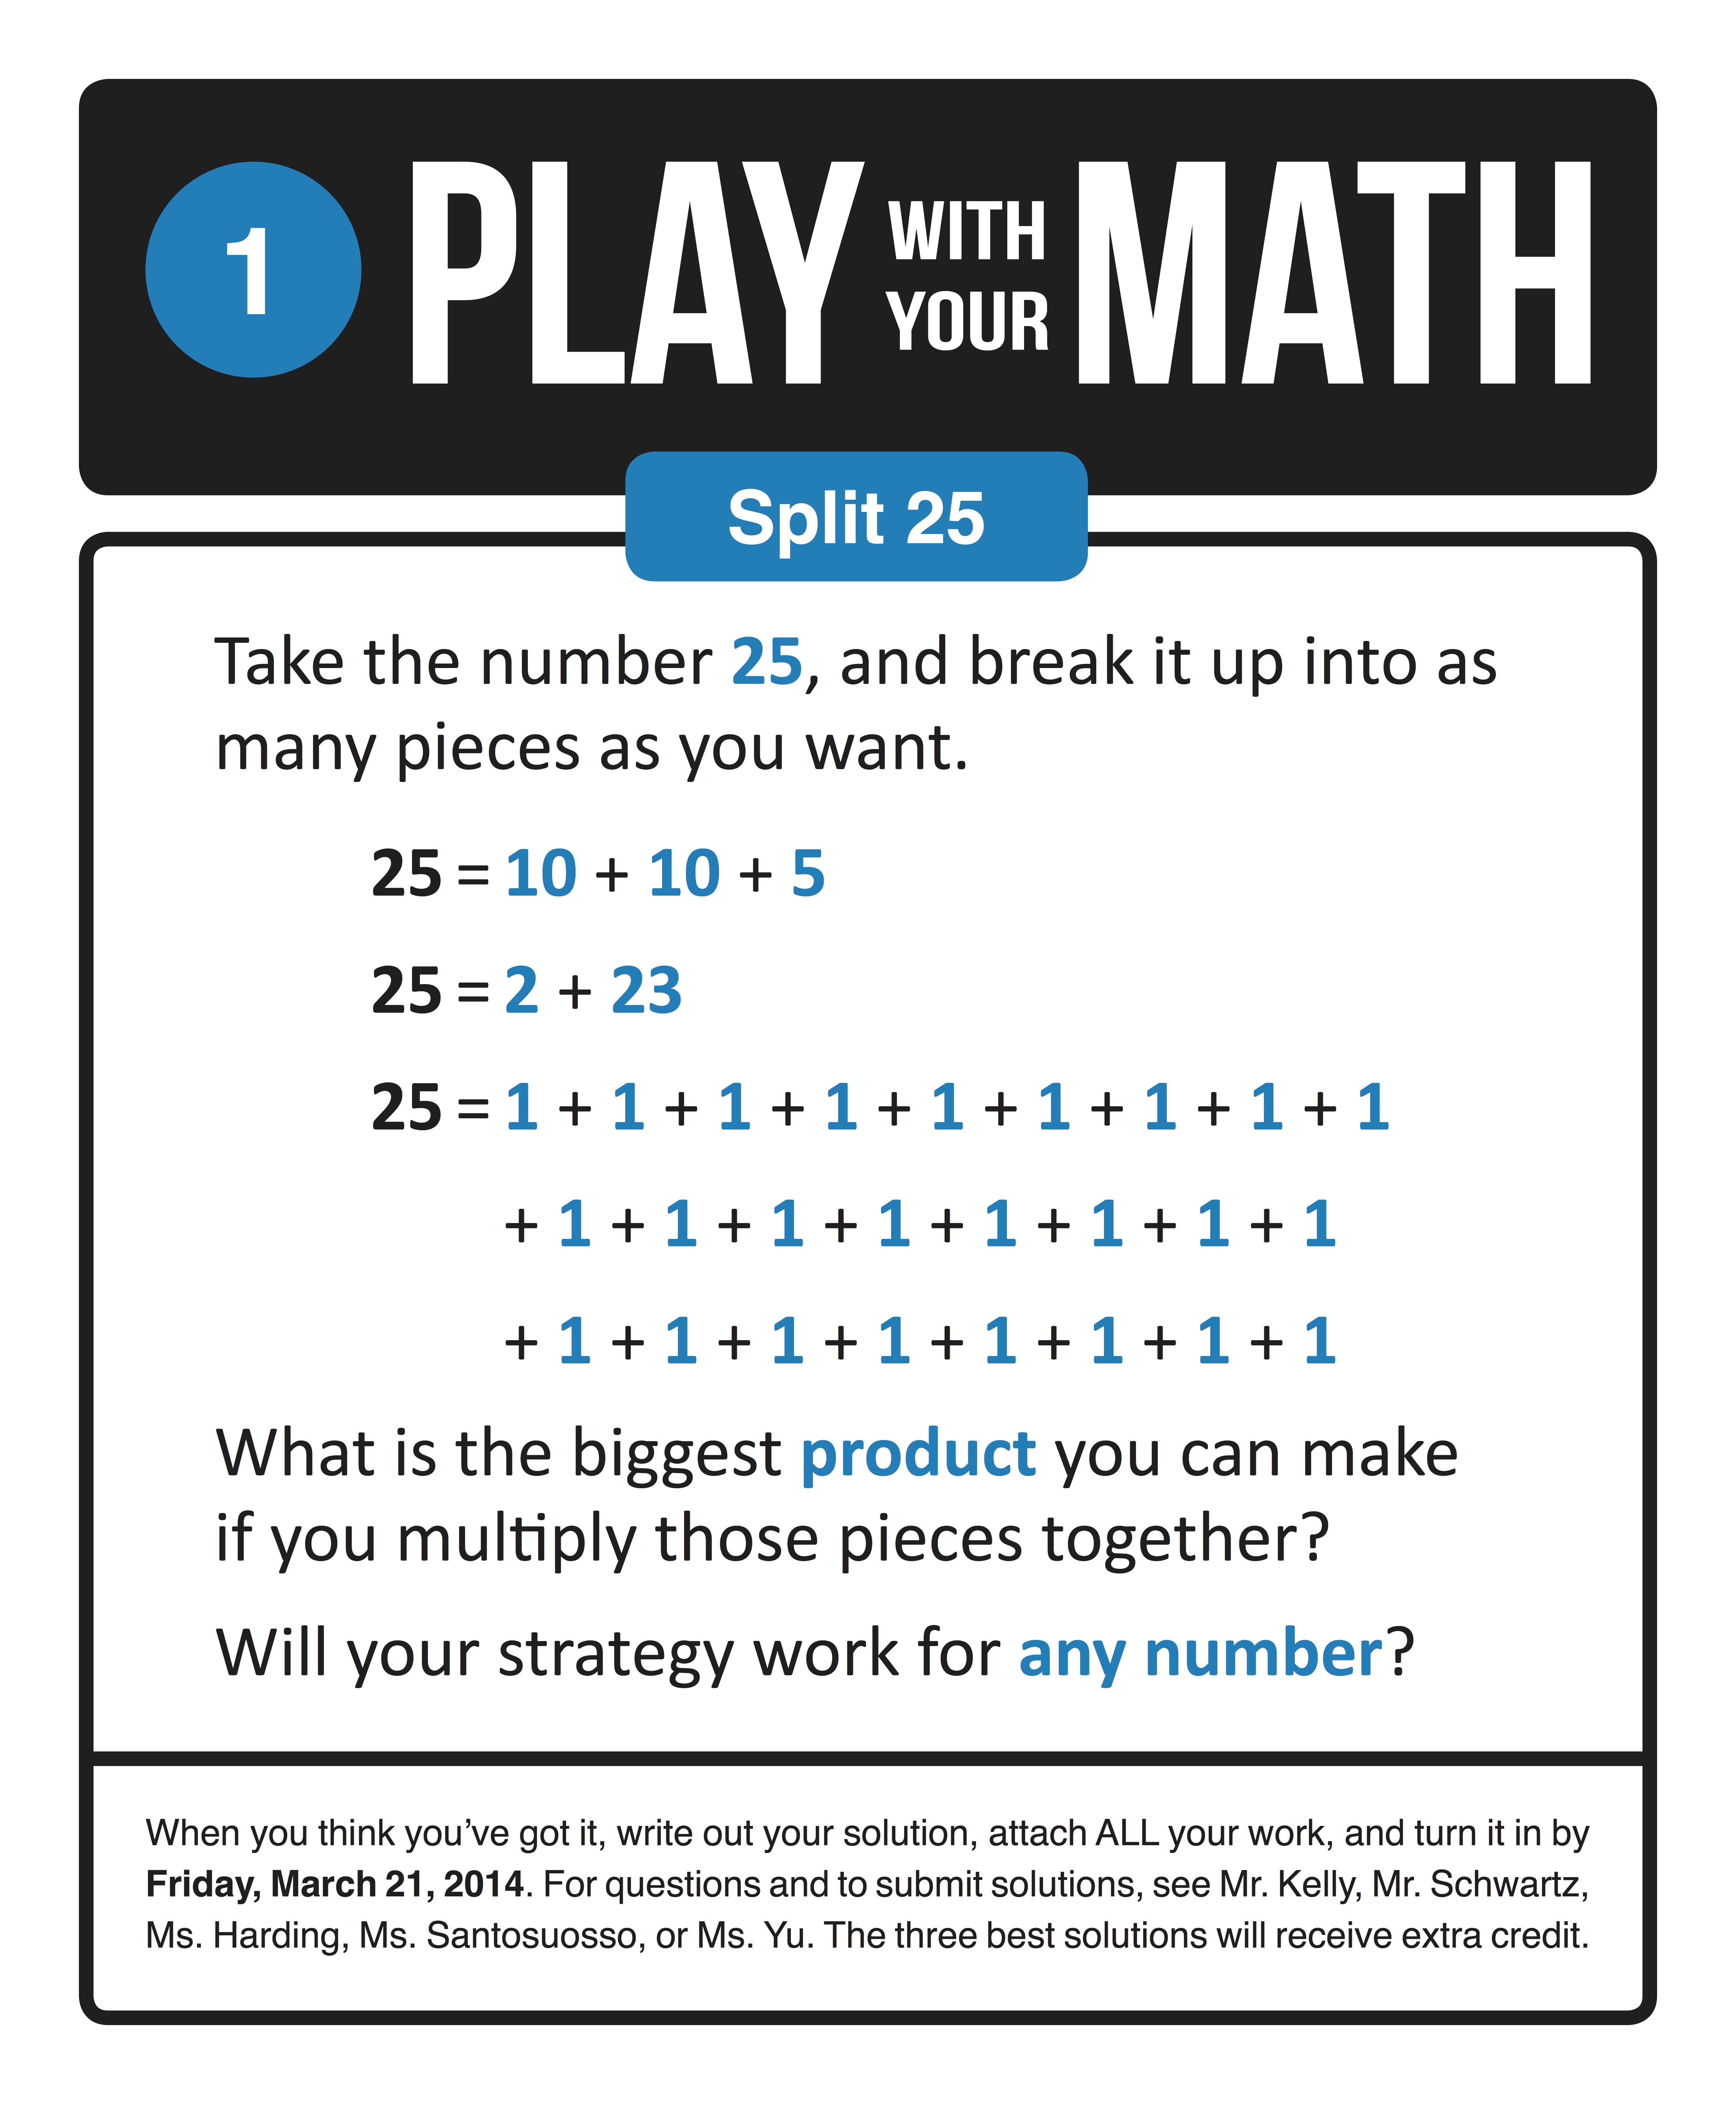 1
PLAY WITH YOUR MATH
Split 25
Take the number 25, and break it up into as
many pieces as you want.
25 = 10 + 10 + 5
25 = 2 + 23
25 = 1 + 1 + 1 + 1 + 1 + 1 + 1 + 1 + 1
+ 1 + 1 + 1 + 1 + 1 + 1 + 1 + 1
+ 1 + 1 + 1 + 1 + 1 + 1 + 1 + 1
What is the biggest product you can make
if you multiply those pieces together?
Will your strategy work for any number?
When you think you’ve got it, write out your solution, attach ALL your work, and turn it in by
Friday, March 21, 2014. For questions and to submit solutions, see Mr. Kelly, Mr. Schwartz,
Ms. Harding, Ms. Santosuosso, or Ms. Yu. The three best solutions will receive extra credit.